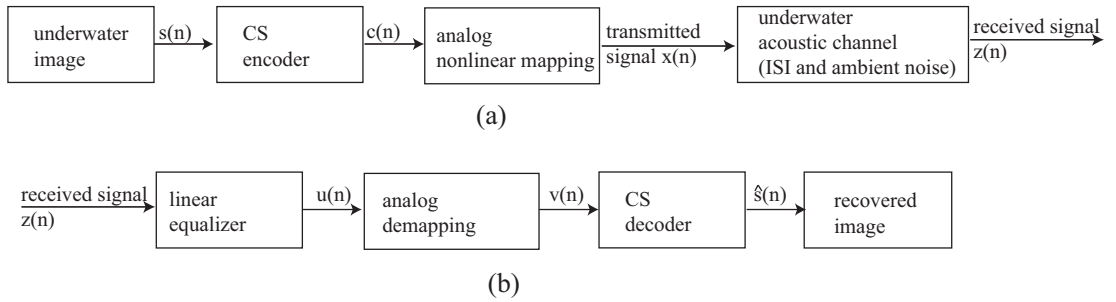 underwater
image
s(n)
CS
encoder
c(n)
analog
nonlinear mapping
transmitted
signal x(n)
underwater
acoustic channel
(ISI and ambient noise)
received signal
z(n)
(a)
received signal
z(n)
linear
equalizer
u(n)
analog
demapping
v(n)
CS
decoder
ŝ(n)
recovered
image
(b)